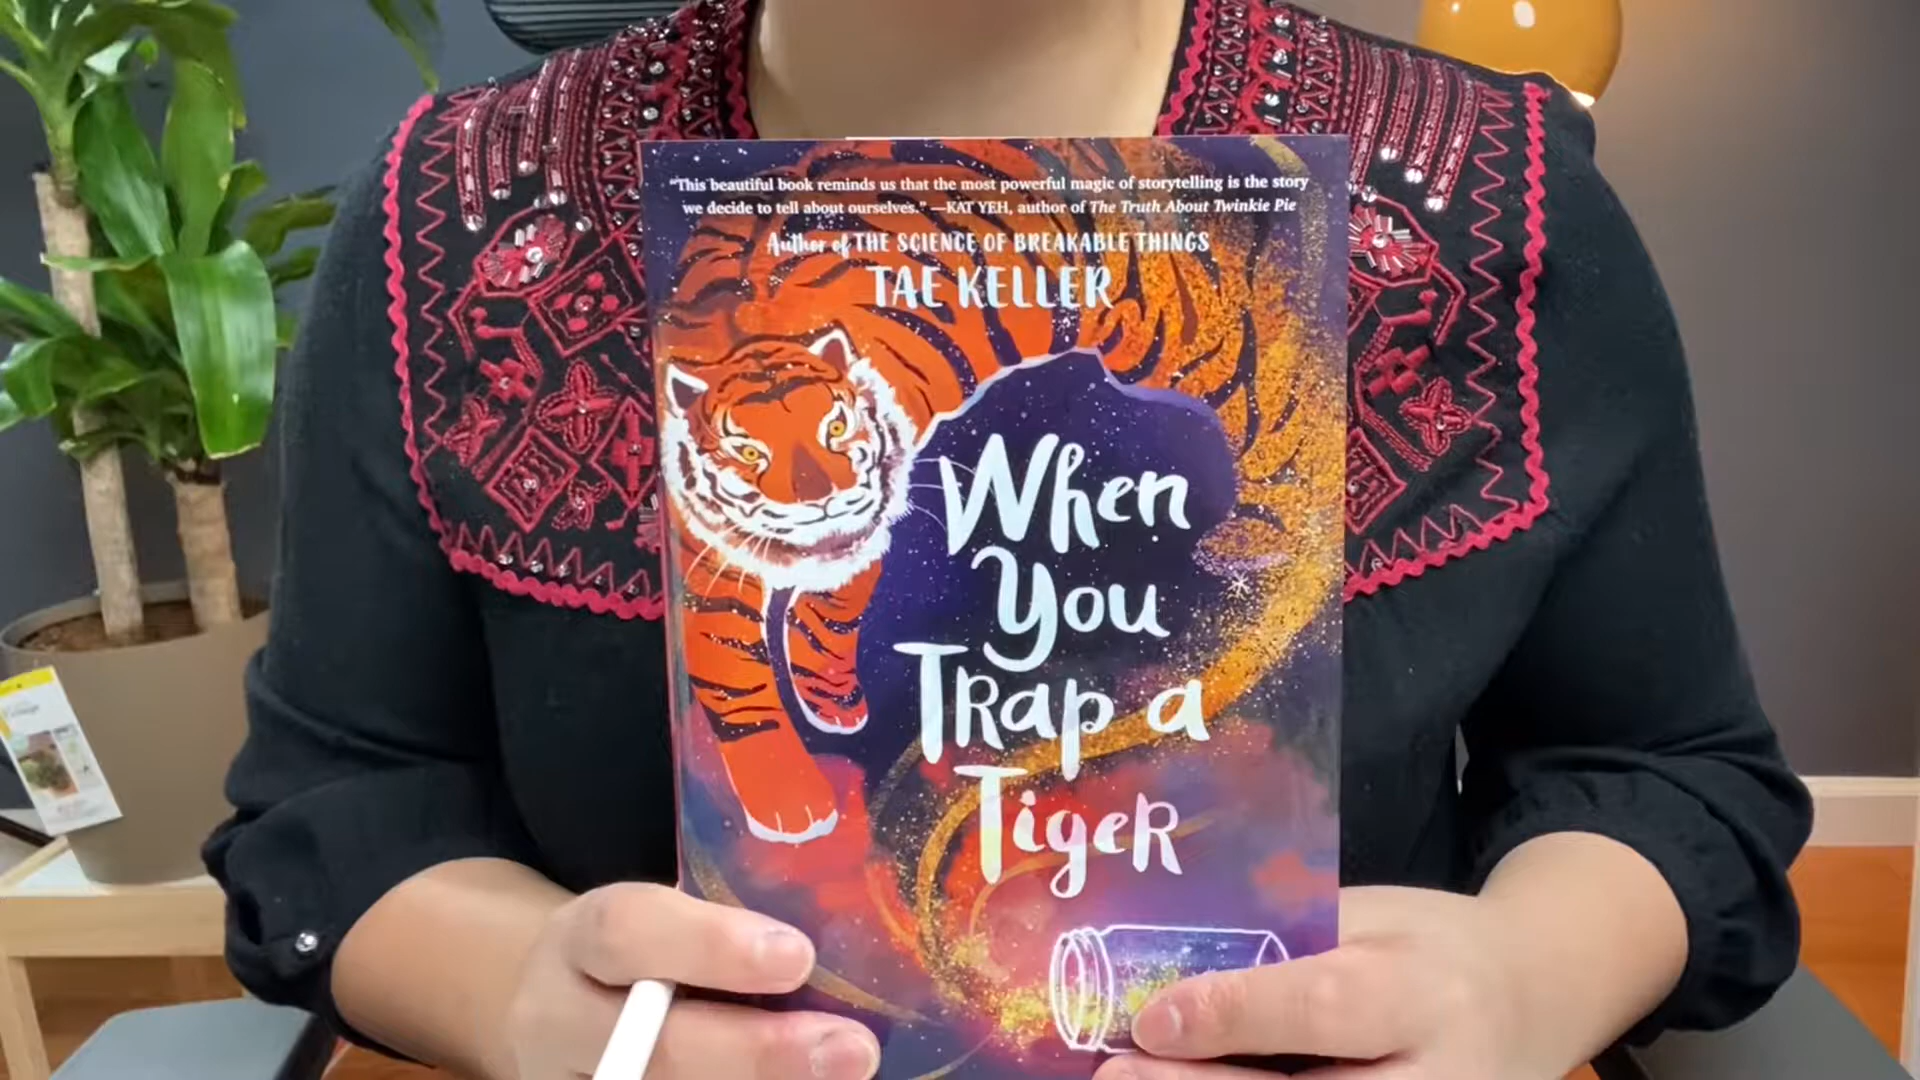 “This beautiful book reminds us that the most powerful magic of storytelling is the story
we decide to tell about ourselves.” —KAT YEH, author of The Truth About Twinkie Pie
Author of THE SCIENCE OF BREAKABLE THINGS
TAE KELLER
When
You
TRap a
TigeR